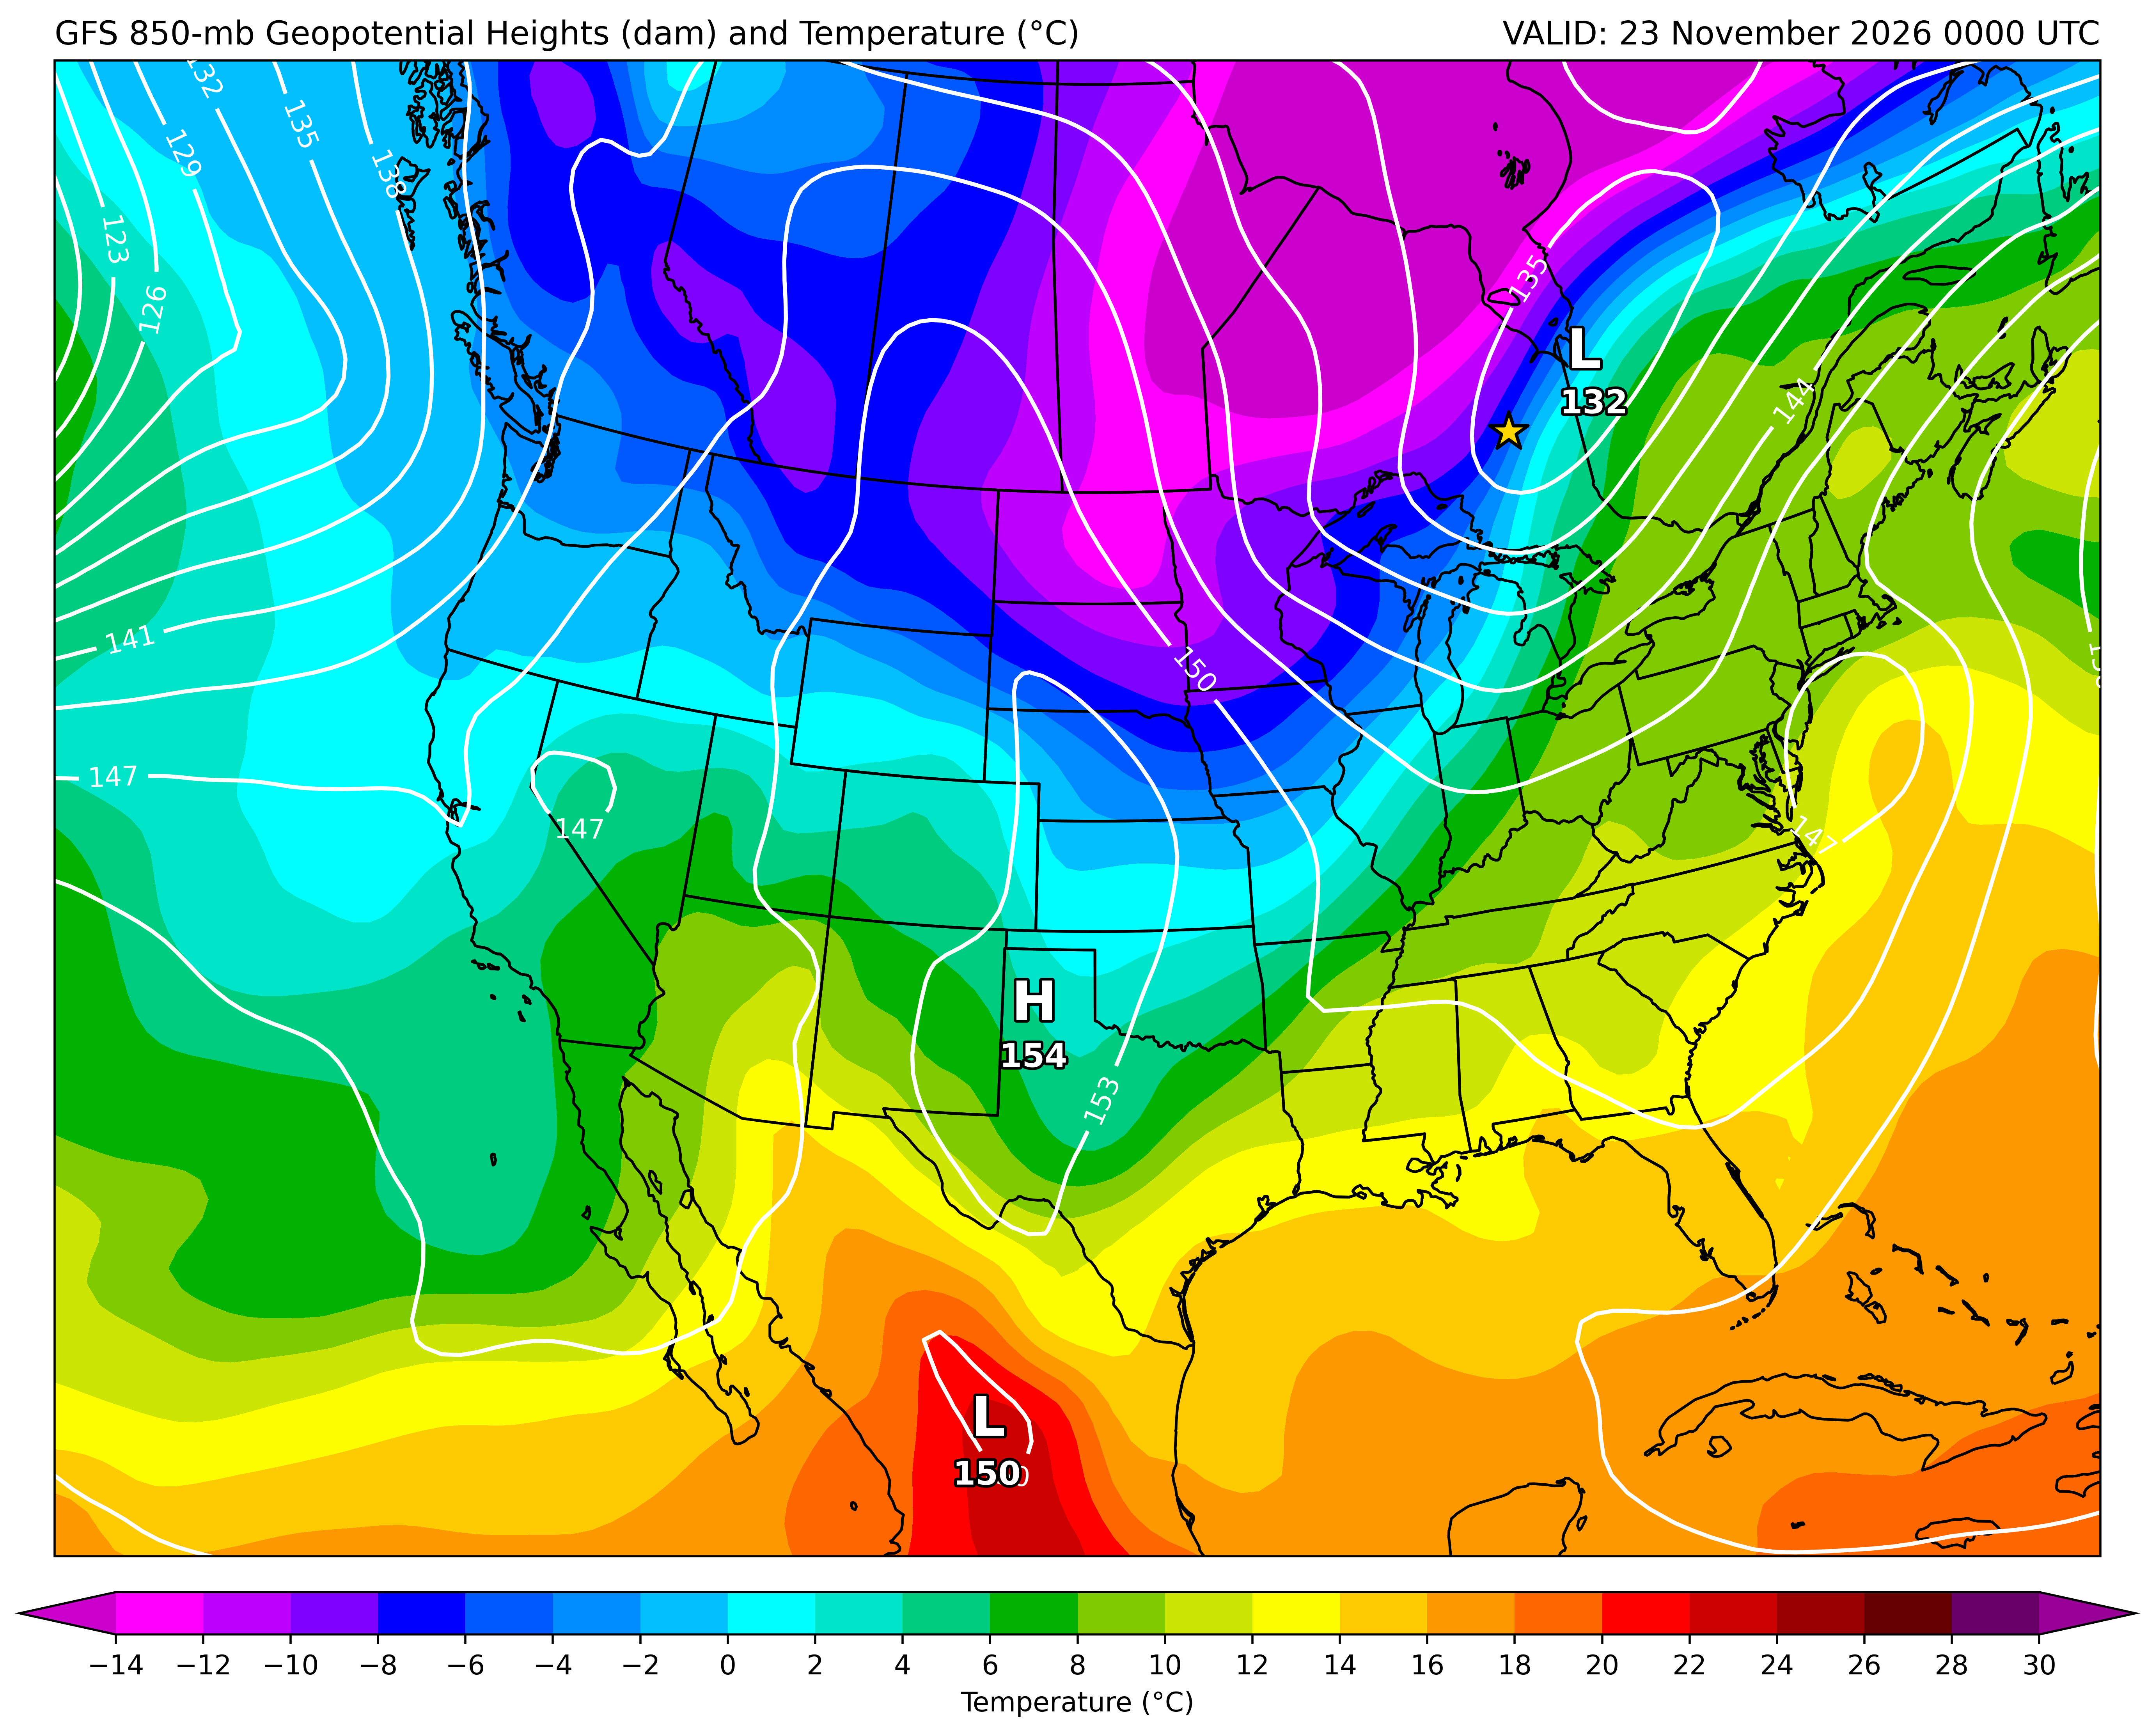 GFS 850-mb Geopotential Heights (dam) and Temperature (°C)
VALID: 23 November 2026 0000 UTC
132
135
129
138
123
126
135
L
132
144
141
150
147
147
147
H
154
153
L
150
−14 −12 −10 −8 −6 −4 −2 0 2 4 6 8 10 12 14 16 18 20 22 24 26 28 30
Temperature (°C)